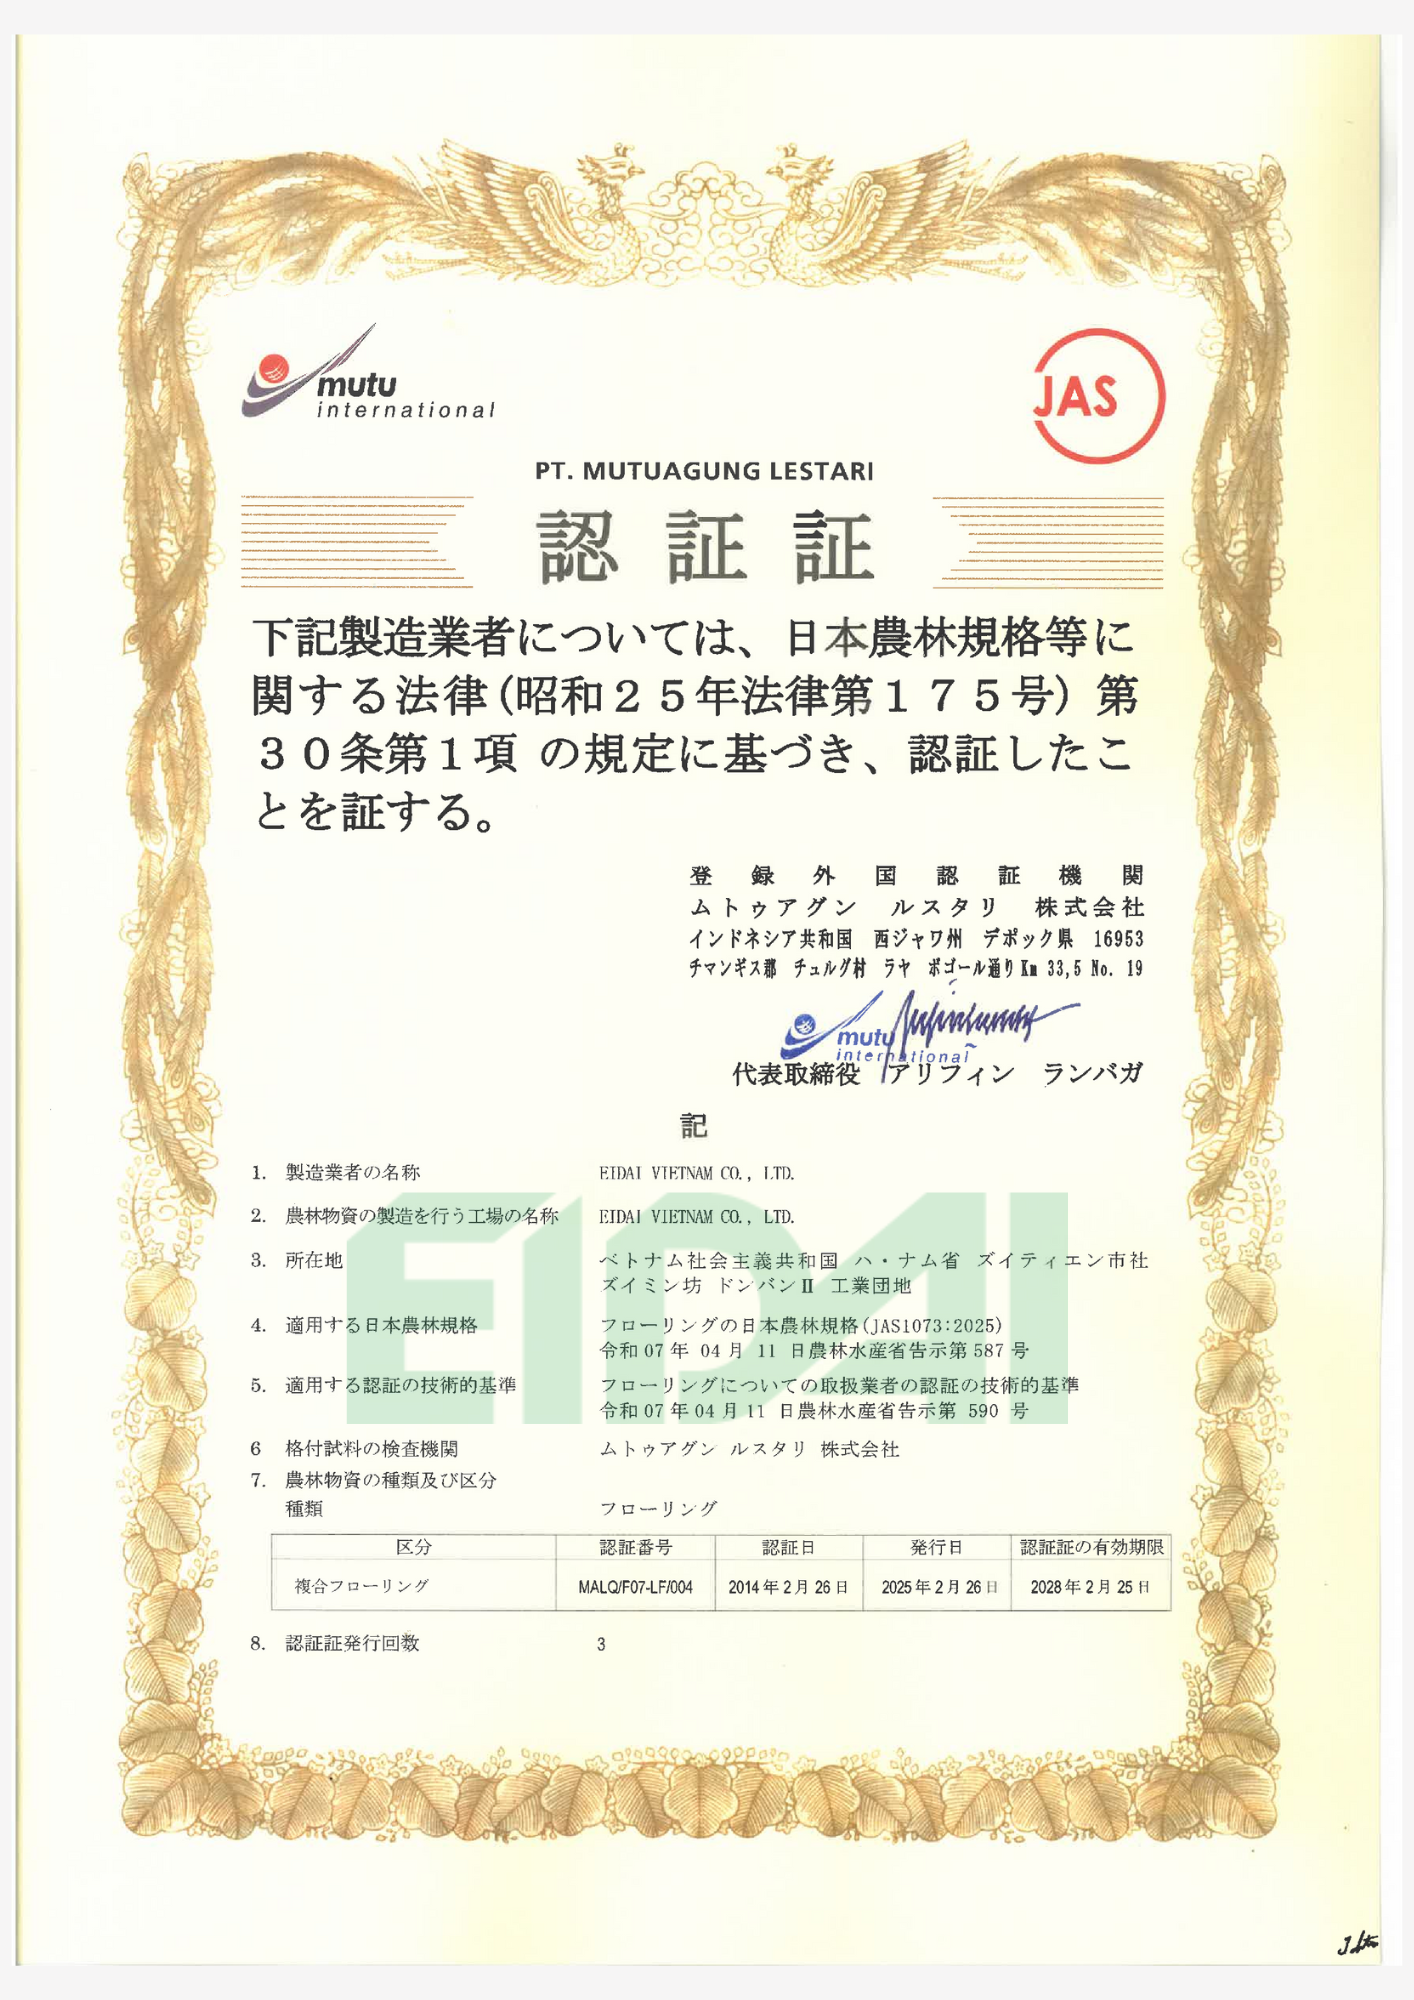 mutu
international
JAS
PT. MUTUAGUNG LESTARI
認証証
下記製造業者については、日本農林規格等に
関する法律(昭和25年法律第175号)第
30条第1項 の規定に基づき、認証したこ
とを証する。
登録外国認証機関
ムトゥアグン ルスタリ 株式会社
インドネシア共和国 西ジャワ州 デポック県 16953
チマンギス郡 チュルグ村 ラヤ ボゴール通り Km 33,5 No. 19
mutu
international
代表取締役 アリフィン ランバガ
記
1. 製造業者の名称 EIDAI VIETNAM CO., LTD.
2. 農林物資の製造を行う工場の名称 EIDAI VIETNAM CO., LTD.
3. 所在地 ベトナム社会主義共和国 ハ・ナム省 ズイティエン市社
ズイミン坊 ドンバンⅡ 工業団地
EIDAI
4. 適用する日本農林規格 フローリングの日本農林規格(JAS1073:2025)
令和 07 年 04 月 11 日農林水産省告示第 587 号
5. 適用する認証の技術的基準 フローリングについての取扱業者の認証の技術的基準
令和 07 年 04 月 11 日農林水産省告示第 590 号
6 格付試料の検査機関 ムトゥアグン ルスタリ 株式会社
7. 農林物資の種類及び区分
種類 フローリング
区分 認証番号 認証日 発行日 認証証の有効期限
複合フローリング MALQ/F07-LF/004 2014 年 2 月 26 日 2025 年 2 月 26 日 2028 年 2 月 25 日
8. 認証証発行回数 3